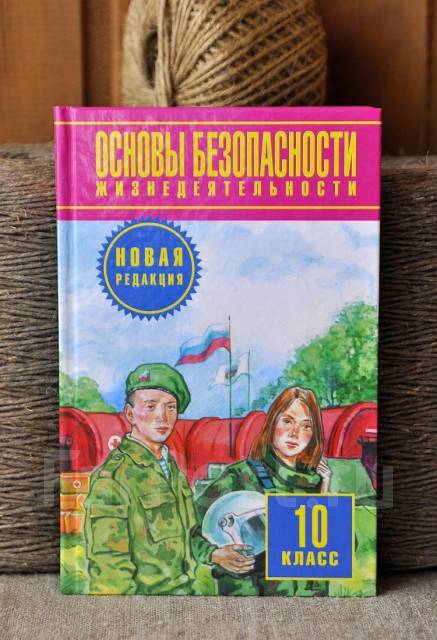 ОСНОВЫ БЕЗОПАСНОСТИ
ЖИЗНЕДЕЯТЕЛЬНОСТИ
НОВАЯ
РЕДАКЦИЯ
10
КЛАСС